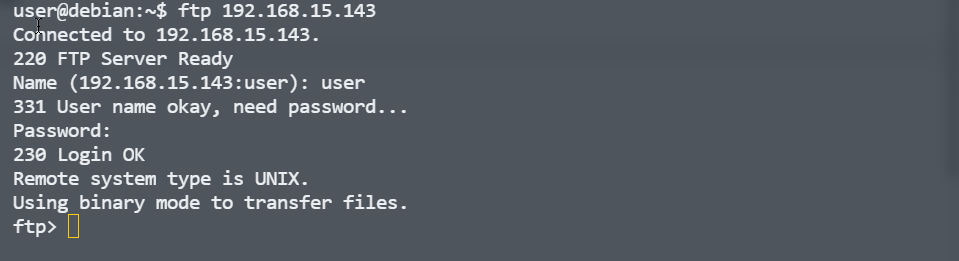 user@debian:~$ ftp 192.168.15.143
Connected to 192.168.15.143.
220 FTP Server Ready
Name (192.168.15.143:user): user
331 User name okay, need password...
Password:
230 Login OK
Remote system type is UNIX.
Using binary mode to transfer files.
ftp>